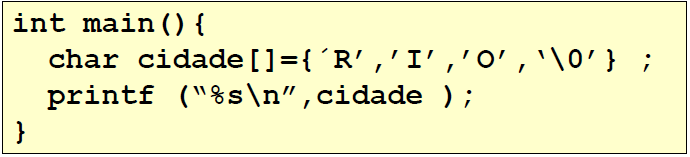 int main(){
char cidade[]={´R’,’I’,’O’,‘\0’} ;
printf (“%s\n”,cidade );
}